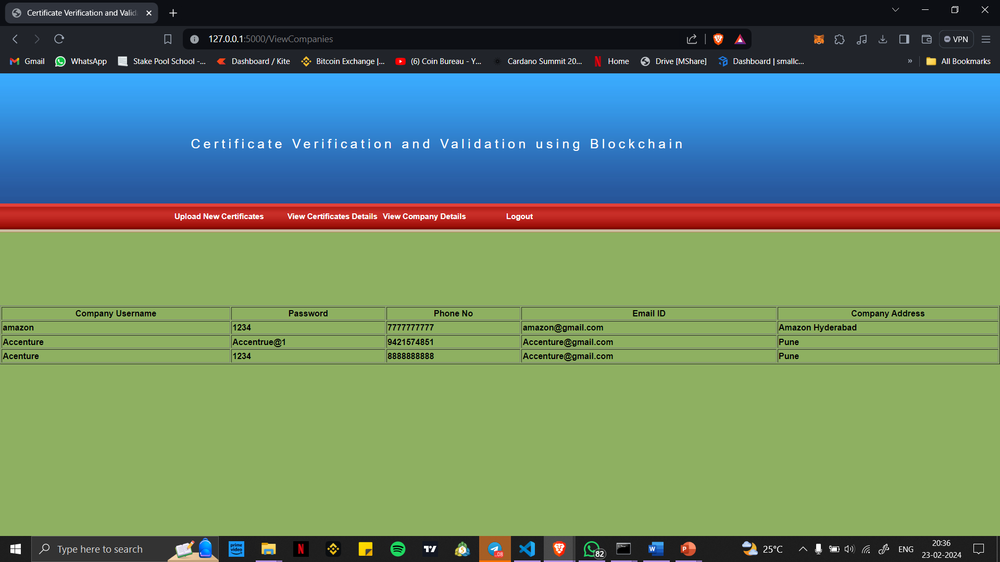 Certificate Verification and Valid
127.0.0.1:5000/ViewCompanies
VPN
Gmail WhatsApp Stake Pool School -... Dashboard / Kite Bitcoin Exchange |... (6) Coin Bureau - Y... Cardano Summit 20... Home Drive [MShare] Dashboard | smallc... » All Bookmarks
Certificate Verification and Validation using Blockchain
Upload New Certificates View Certificates Details View Company Details Logout
Company Username Password Phone No Email ID Company Address
amazon 1234 7777777777 amazon@gmail.com Amazon Hyderabad
Accenture Accentrue@1 9421574851 Accenture@gmail.com Pune
Acenture 1234 8888888888 Accenture@gmail.com Pune
Type here to search
prime video
..08
82
25°C
ENG
20:36
23-02-2024